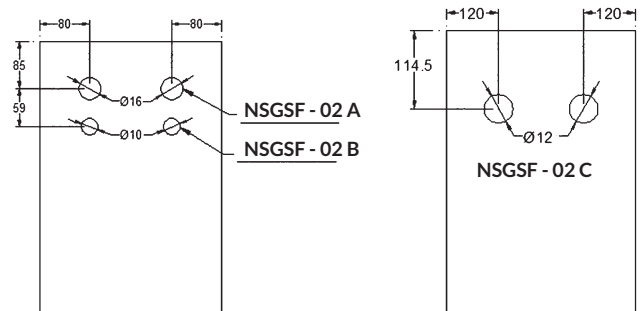 80
80
85
59
Ø16
Ø10
NSGSF - 02 A
NSGSF - 02 B
120
120
114.5
Ø12
NSGSF - 02 C